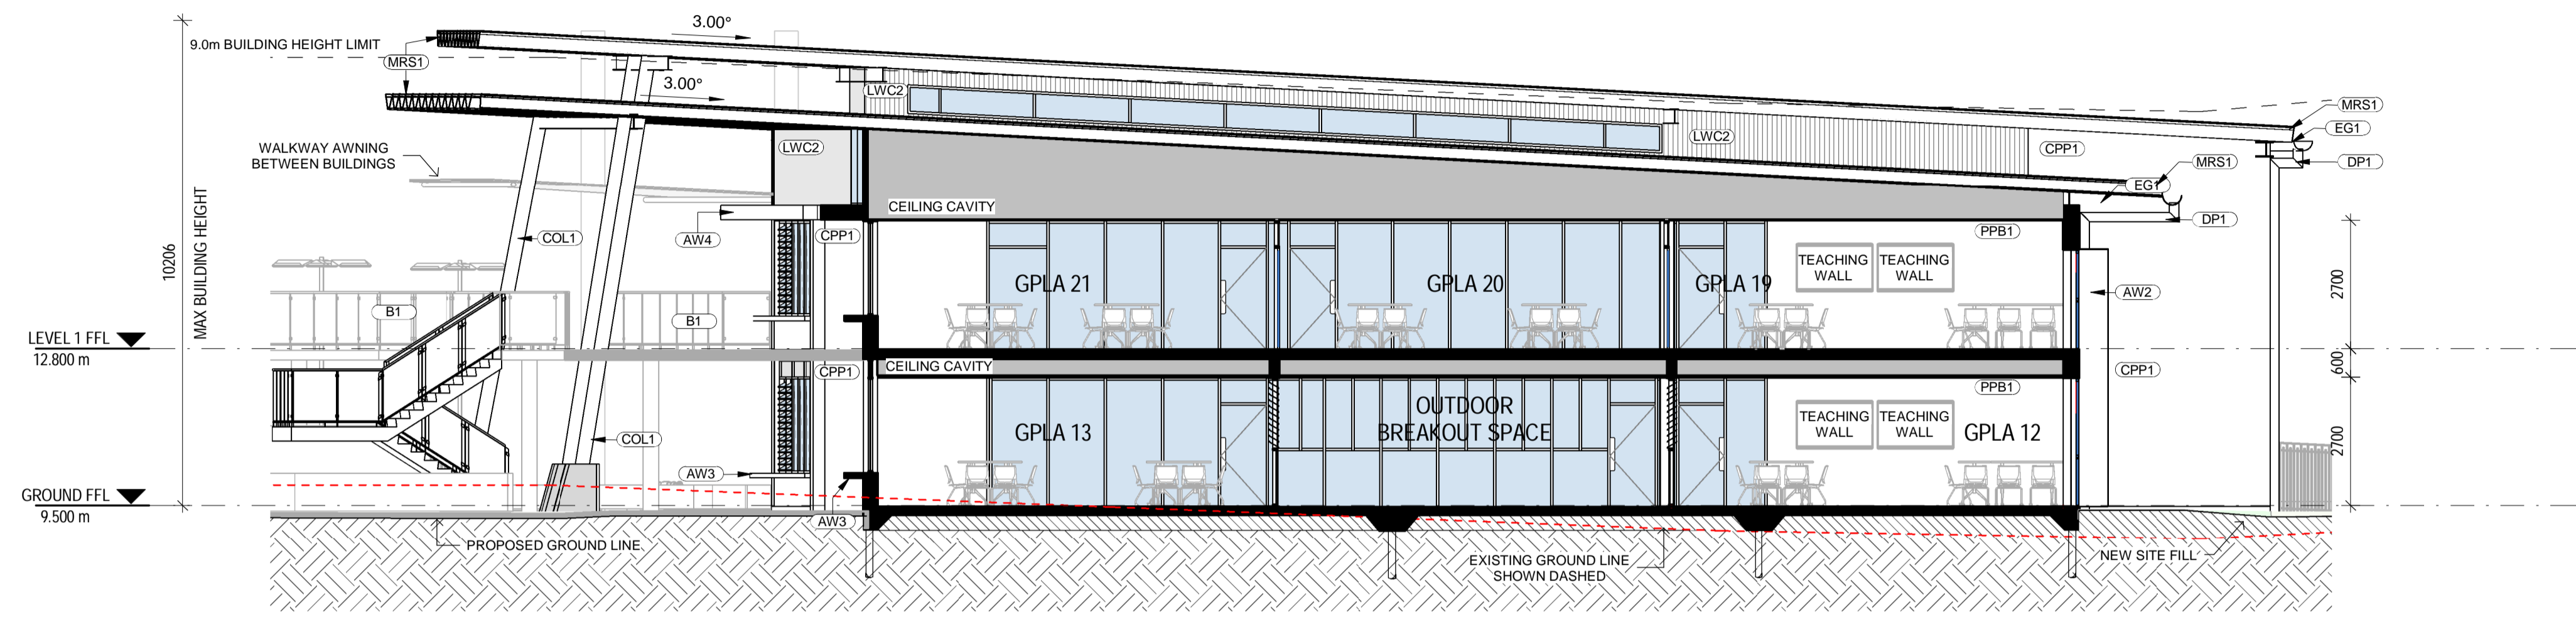 3.00°
9.0m BUILDING HEIGHT LIMIT
MRS1
3.00°
LWC2
MRS1
EG1
LWC2
WALKWAY AWNING
BETWEEN BUILDINGS
LWC2
CPP1
MRS1
DP1
EG1
CEILING CAVITY
DP1
COL1
AW4
CPP1
PPB1
10206
MAX BUILDING HEIGHT
GPLA 21
GPLA 20
GPLA 19
TEACHING
WALL
TEACHING
WALL
2700
AW2
B1
B1
LEVEL 1 FFL
12.800 m
CEILING CAVITY
CPP1
600
CPP1
PPB1
GPLA 13
OUTDOOR
BREAKOUT SPACE
TEACHING
WALL
TEACHING
WALL
GPLA 12
2700
COL1
AW3
GROUND FFL
9.500 m
AW3
PROPOSED GROUND LINE
EXISTING GROUND LINE
SHOWN DASHED
NEW SITE FILL